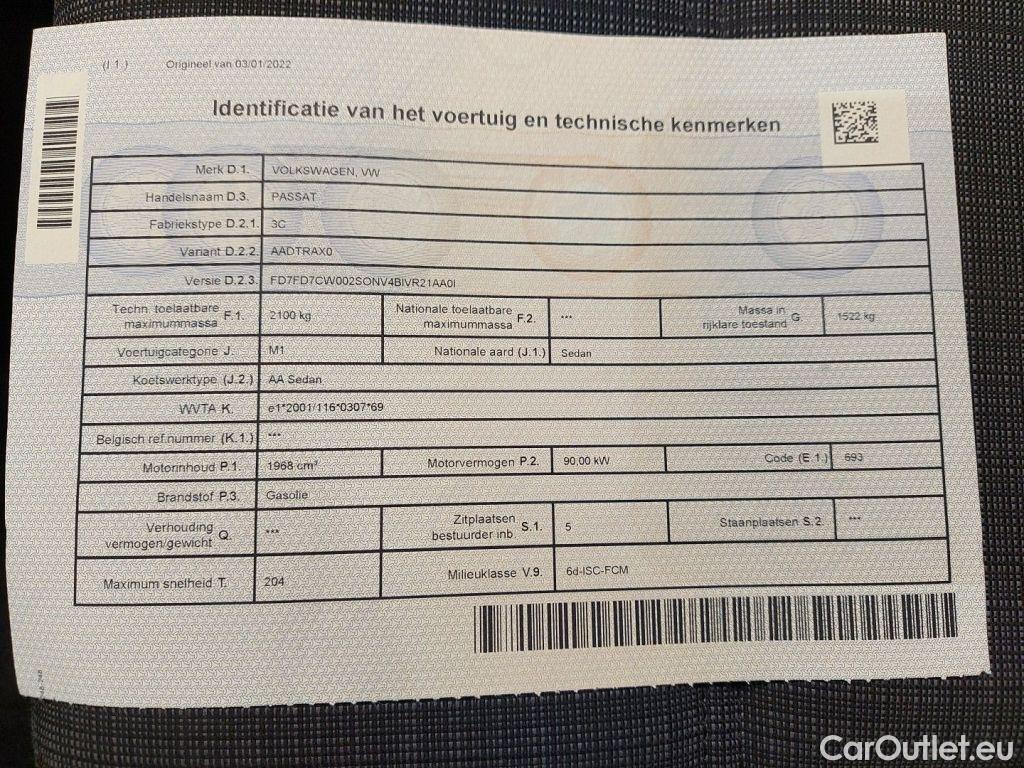 (I.1.) Origineel van 03/01/2022
Identificatie van het voertuig en technische kenmerken
Merk D.1. VOLKSWAGEN, VW
Handelsnaam D.3. PASSAT
Fabriekstype D.2.1. 3C
Variant D.2.2. AADTRAX0
Versie D.2.3. FD7FD7CW002SONV4BIVR21AA0I
Techn. toelaatbare maximummassa F.1. 2100 kg Nationale toelaatbare maximummassa F.2. *** Massa in rijklare toestand G. 1522 kg
Voertuigcategorie J. M1 Nationale aard (J.1.) Sedan
Koetswerktype (J.2.) AA Sedan
WVTA K. e1*2001/116*0307*69
Belgisch ref.nummer (K.1.) ***
Motorinhoud P.1. 1968 cm³ Motorvermogen P.2. 90,00 kW Code (E.1.) 693
Brandstof P.3. Gasolie
Verhouding vermogen/gewicht Q. *** Zitplaatsen bestuurder inb. S.1. 5 Staanplaatsen S.2. ***
Maximum snelheid T. 204 Milieuklasse V.9. 6d-ISC-FCM
CarOutlet.eu